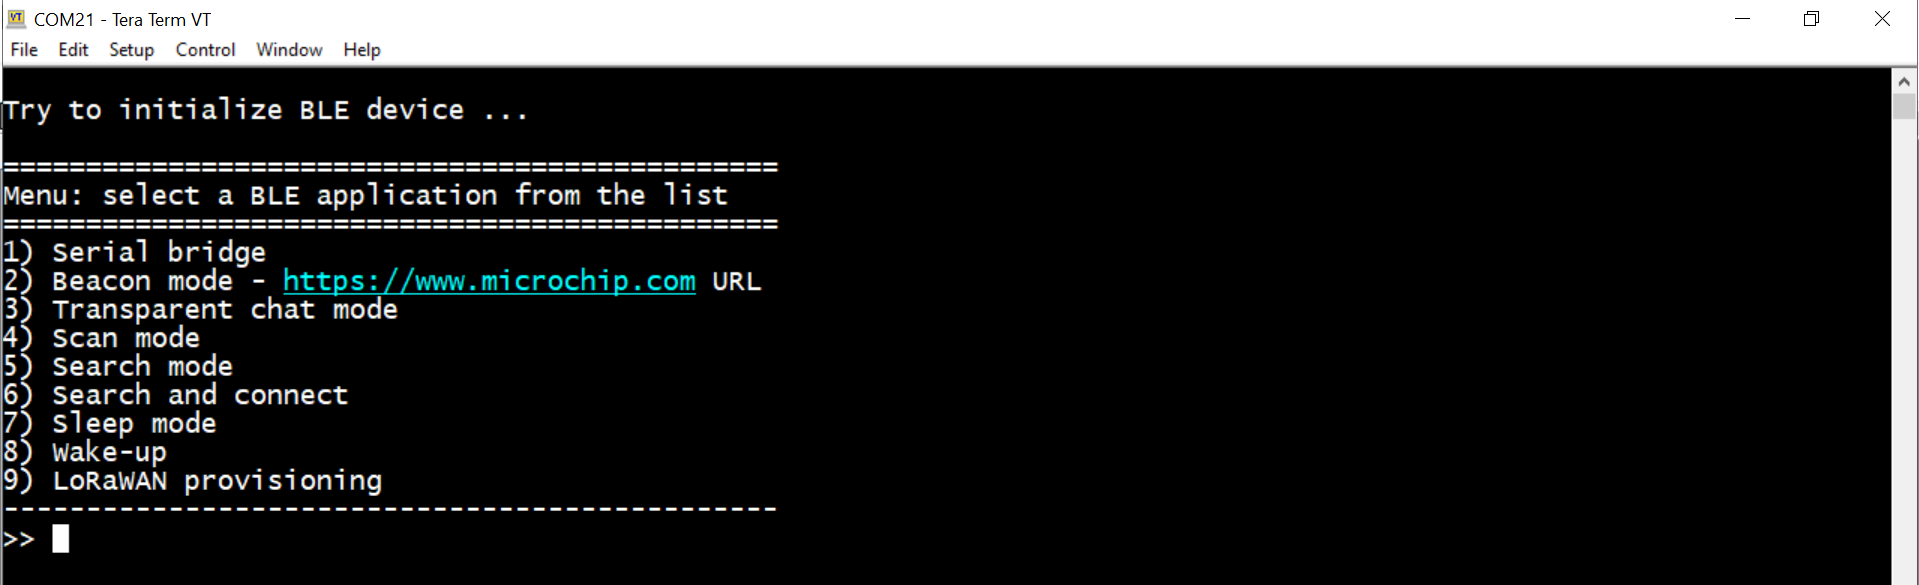 COM21 - Tera Term VT
File Edit Setup Control Window Help
Try to initialize BLE device ...
===============================================
Menu: select a BLE application from the list
===============================================
1) Serial bridge
2) Beacon mode - https://www.microchip.com URL
3) Transparent chat mode
4) Scan mode
5) Search mode
6) Search and connect
7) Sleep mode
8) Wake-up
9) LoRaWAN provisioning
-----------------------------------------------
>>